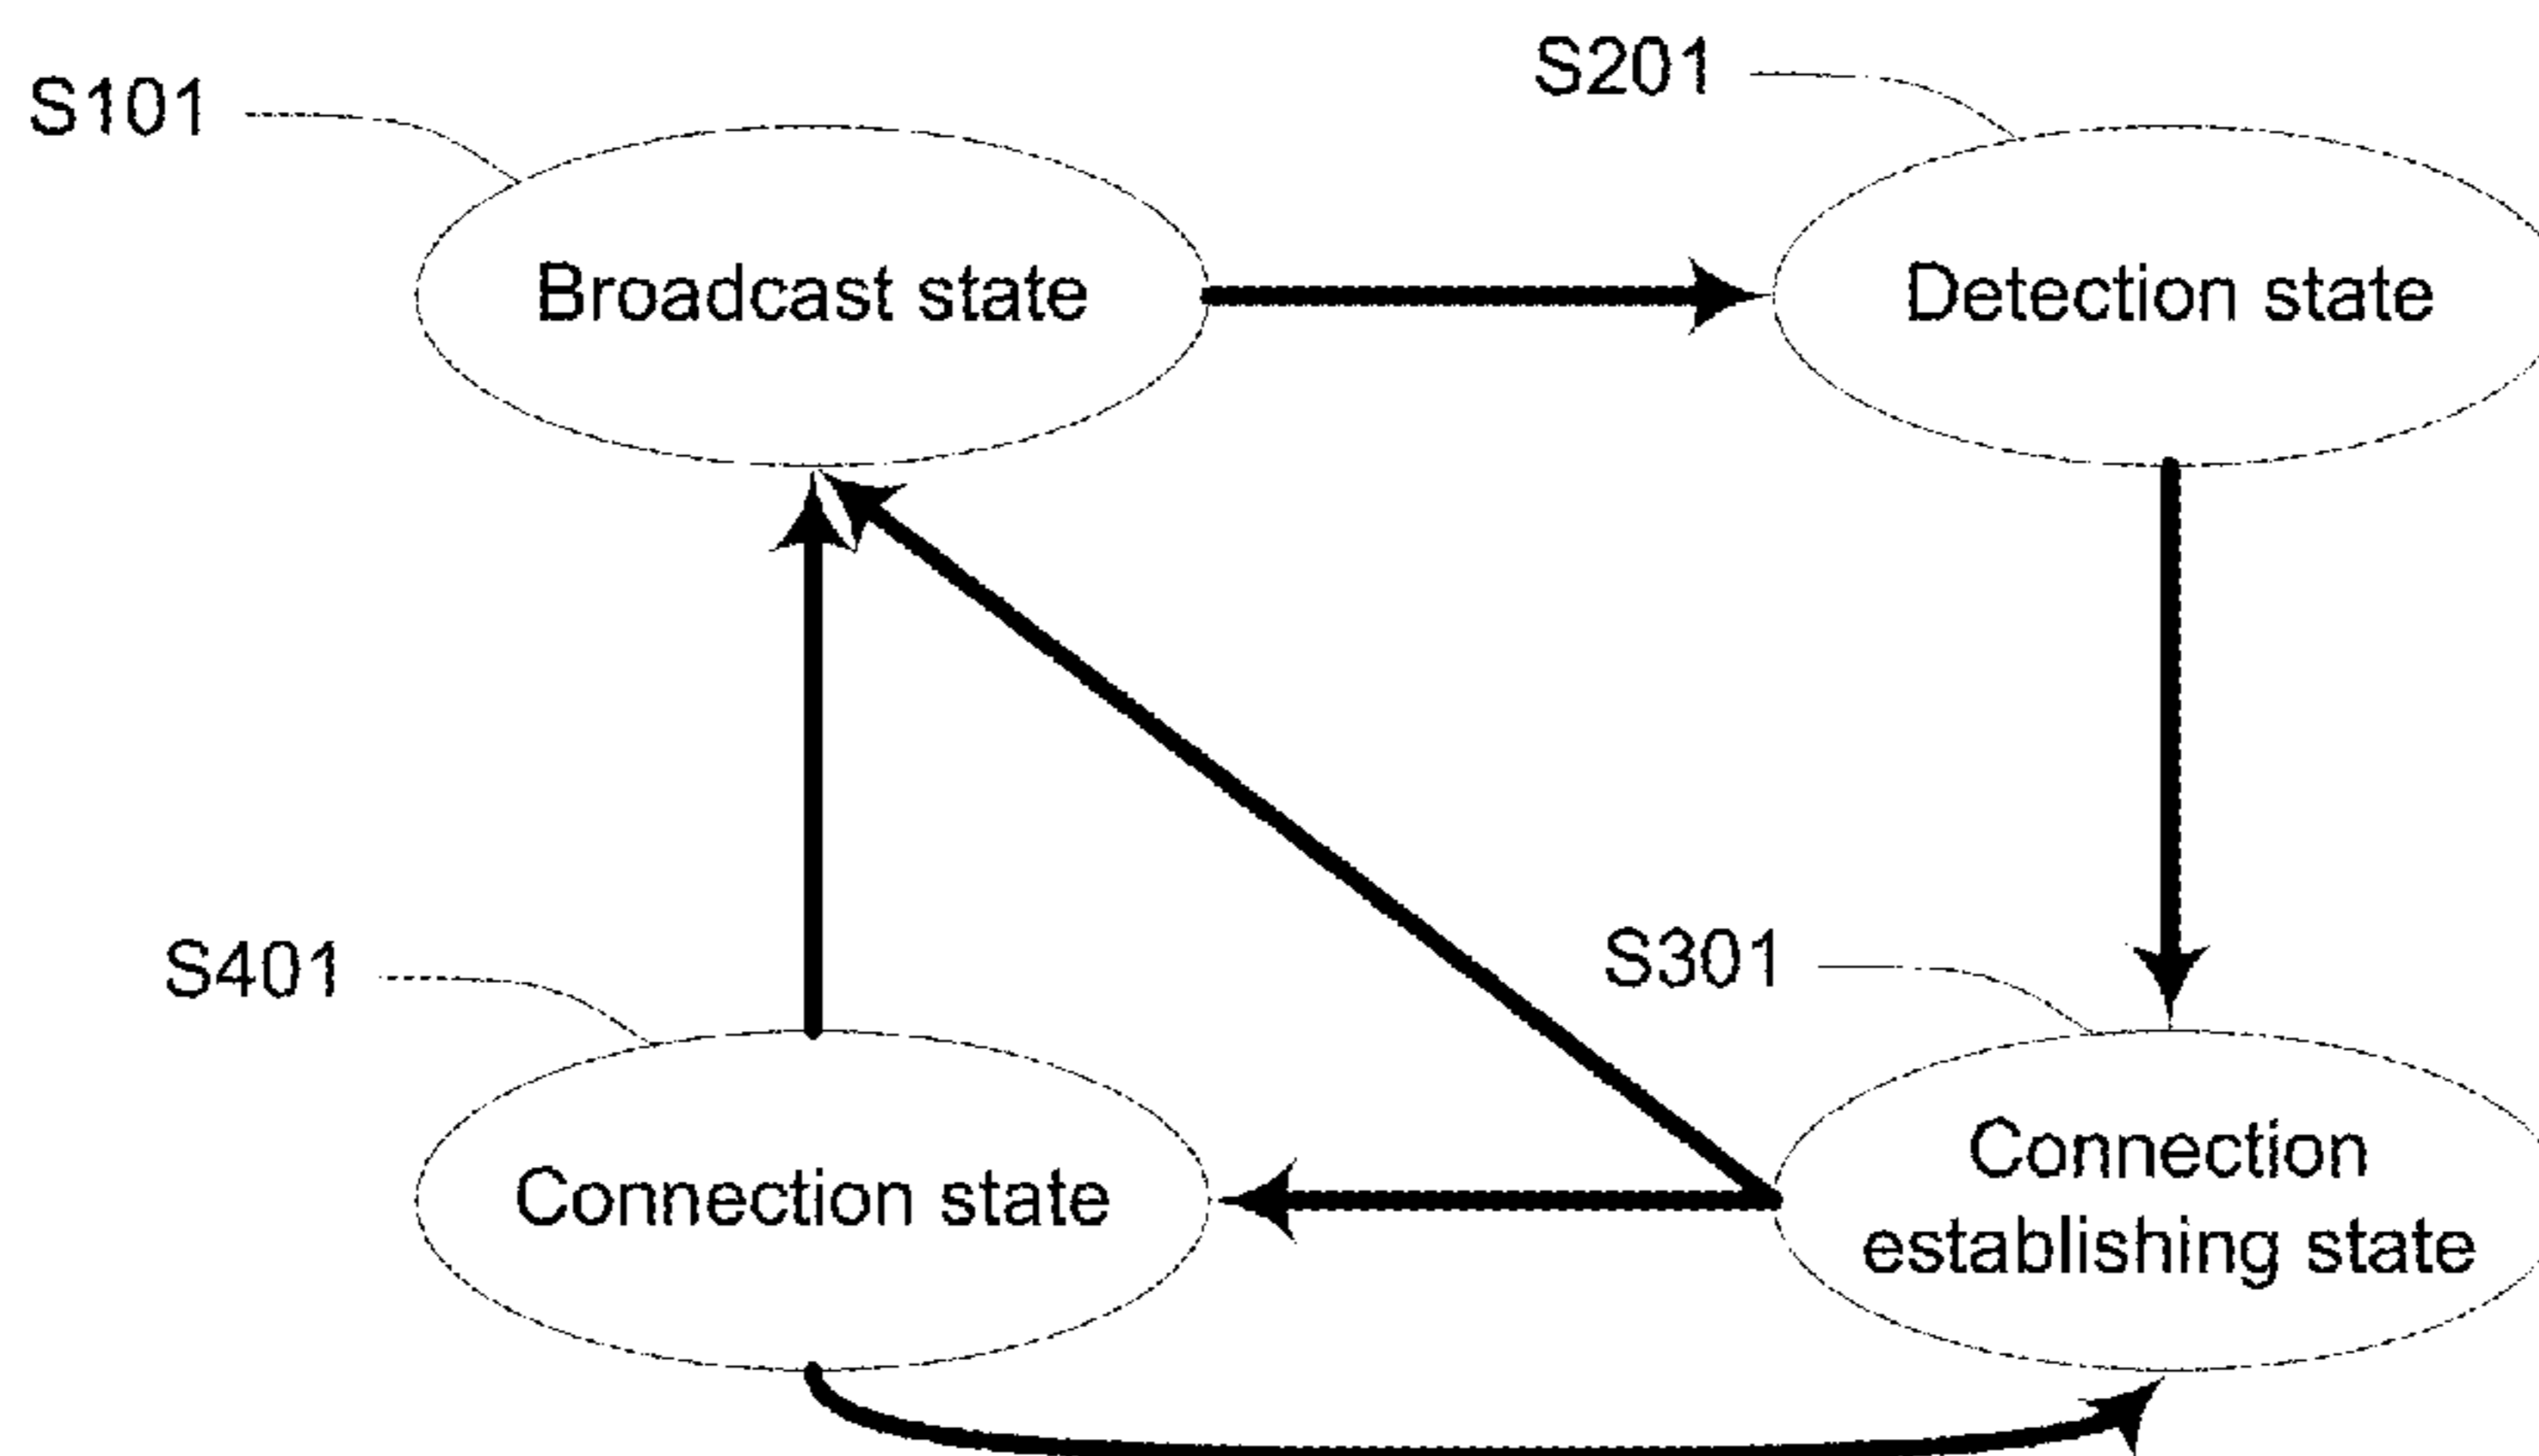 S101
S201
Broadcast state
Detection state
S401
S301
Connection state
Connection
establishing state